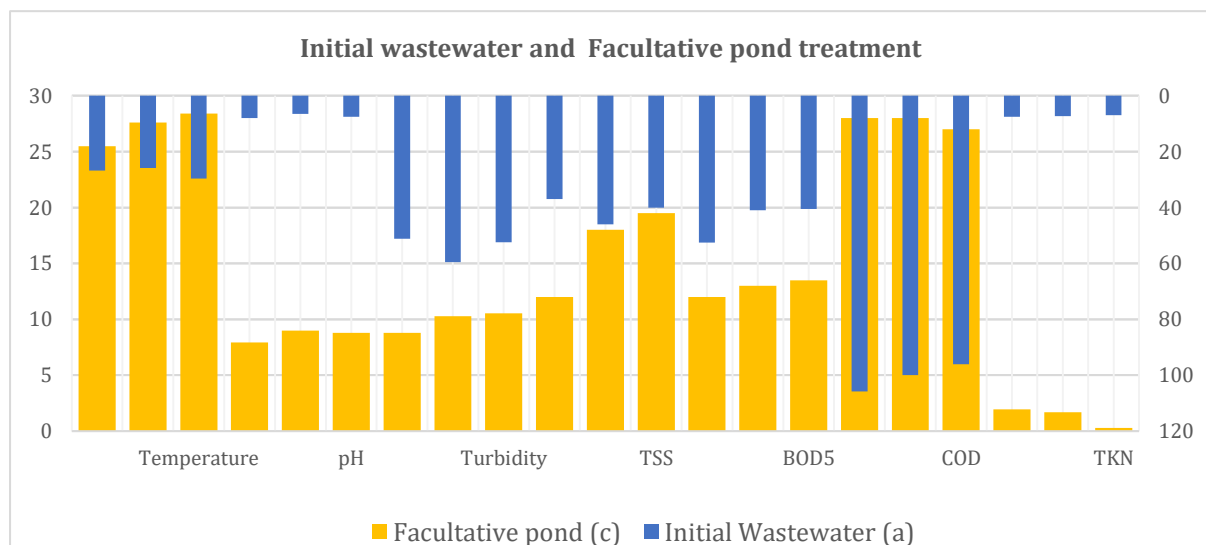 Initial wastewater and  Facultative pond treatment
30 0
25 20
20 40
15 60
10 80
5 100
0 120
Temperature pH Turbidity TSS BOD5 COD TKN
Facultative pond (c) Initial Wastewater (a)